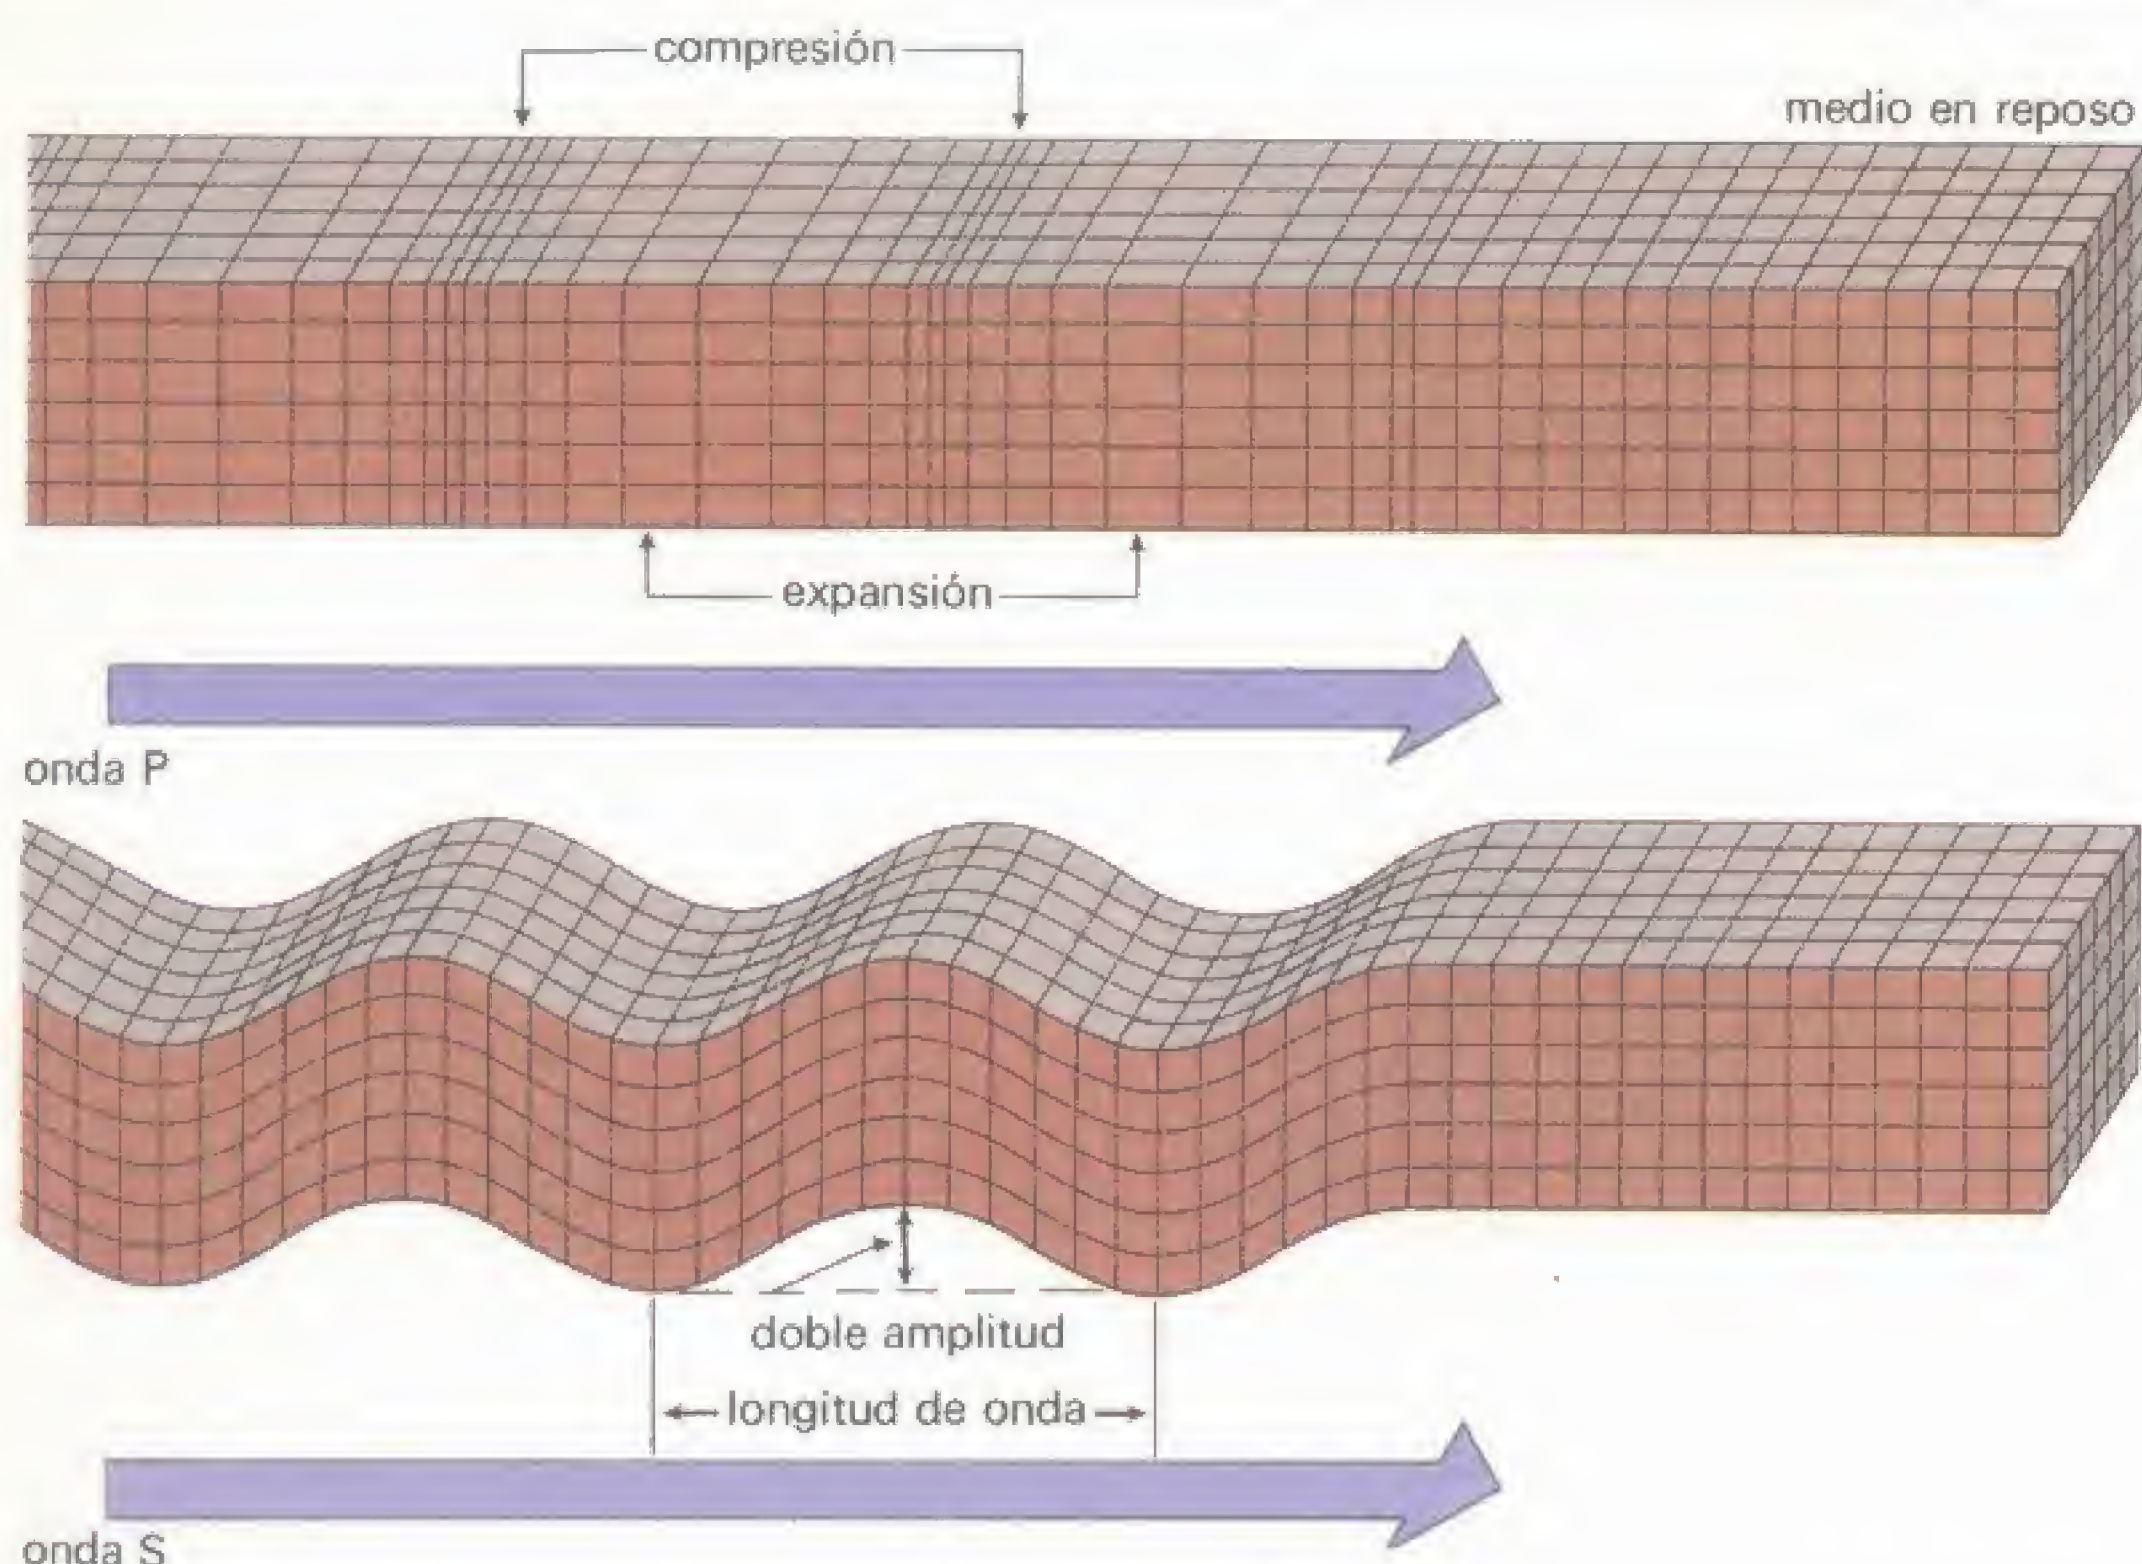 compresión
medio en reposo
expansión
onda P
doble amplitud
longitud de onda
onda S